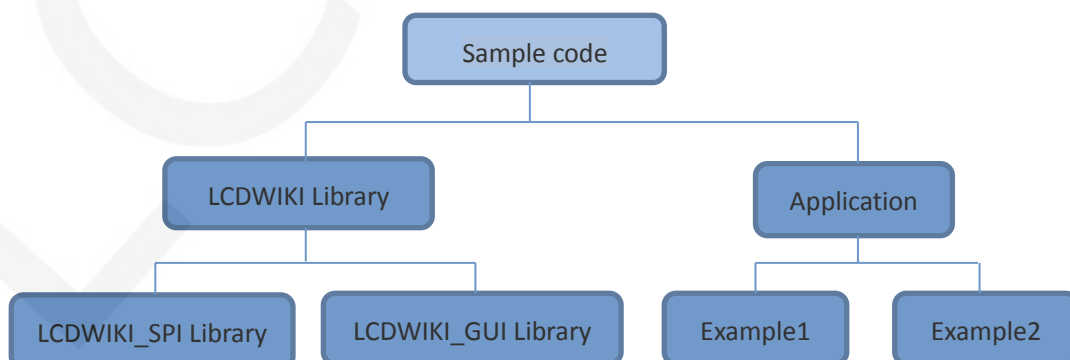 Sample code
LCDWIKI Library
Application
LCDWIKI_SPI Library
LCDWIKI_GUI Library
Example1
Example2